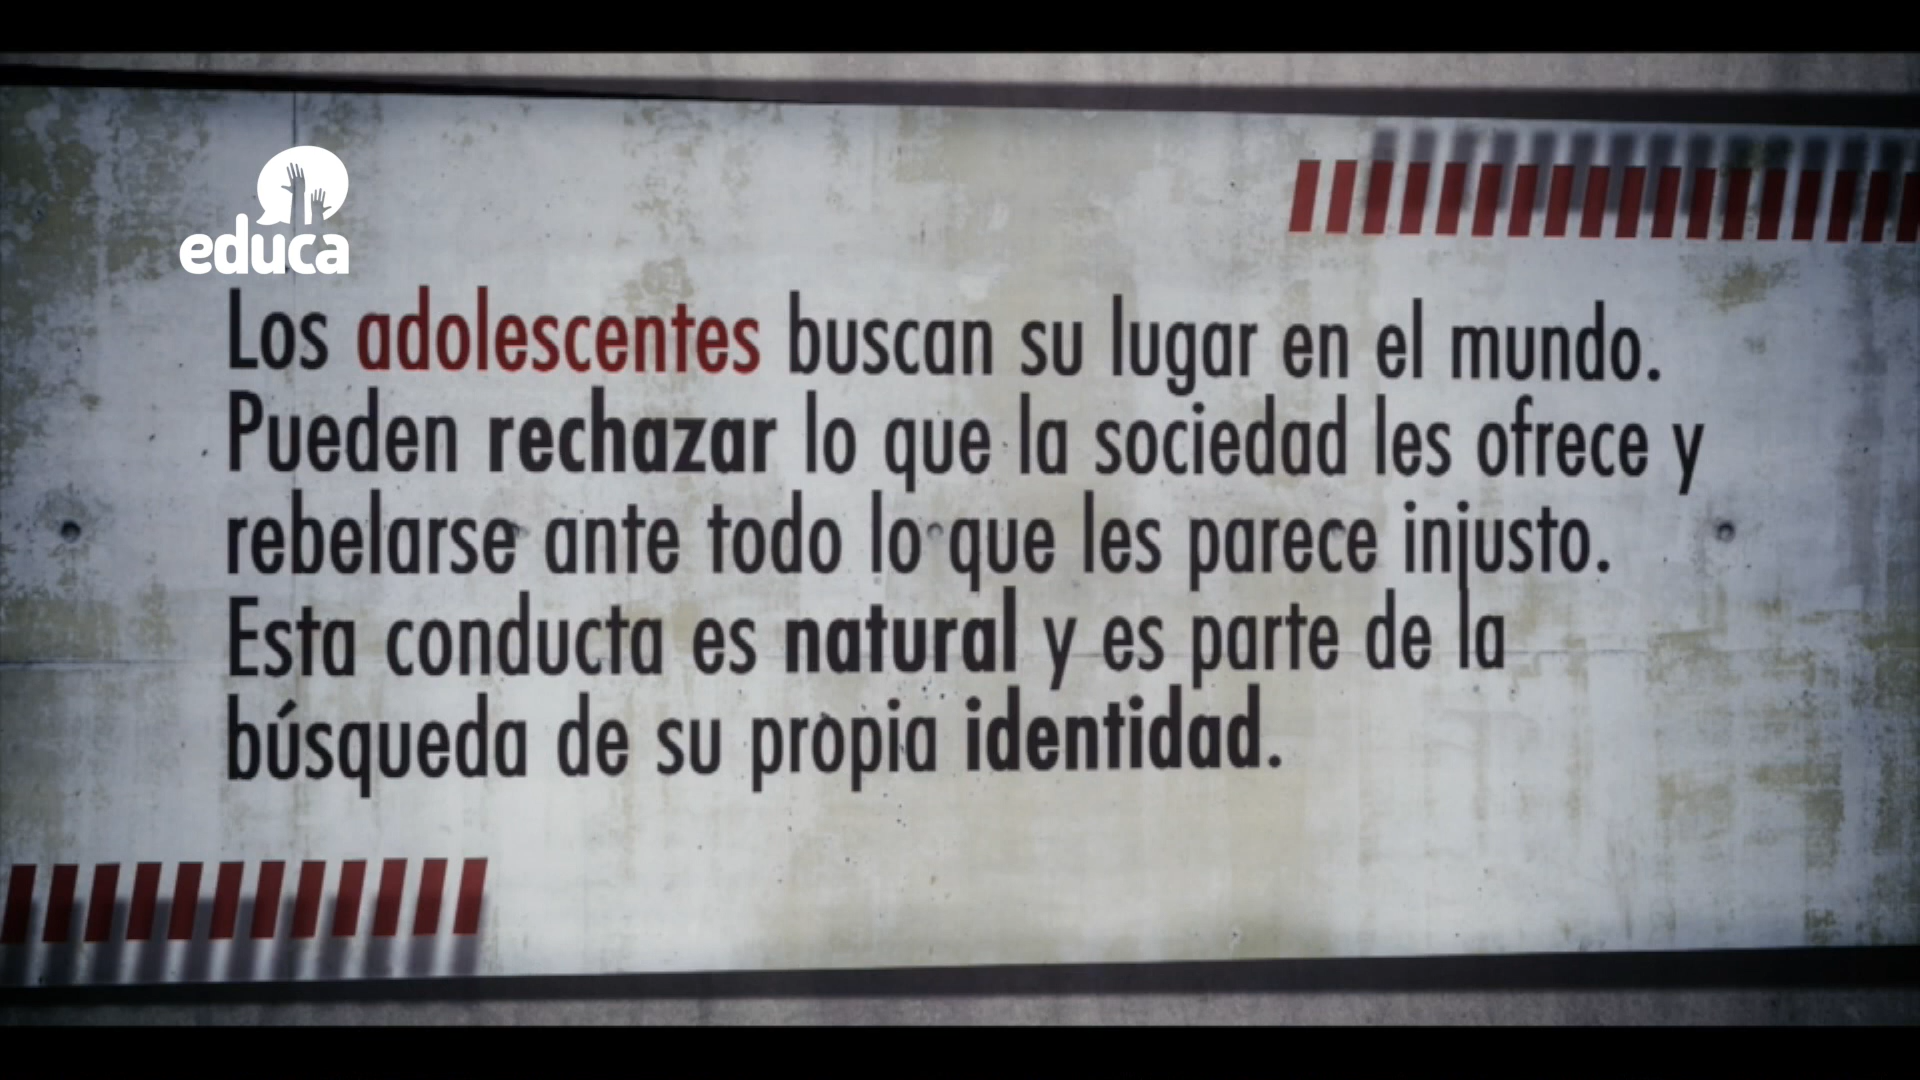 educa
Los adolescentes buscan su lugar en el mundo.
Pueden rechazar lo que la sociedad les ofrece y
rebelarse ante todo lo que les parece injusto.
Esta conducta es natural y es parte de la
búsqueda de su propia identidad.